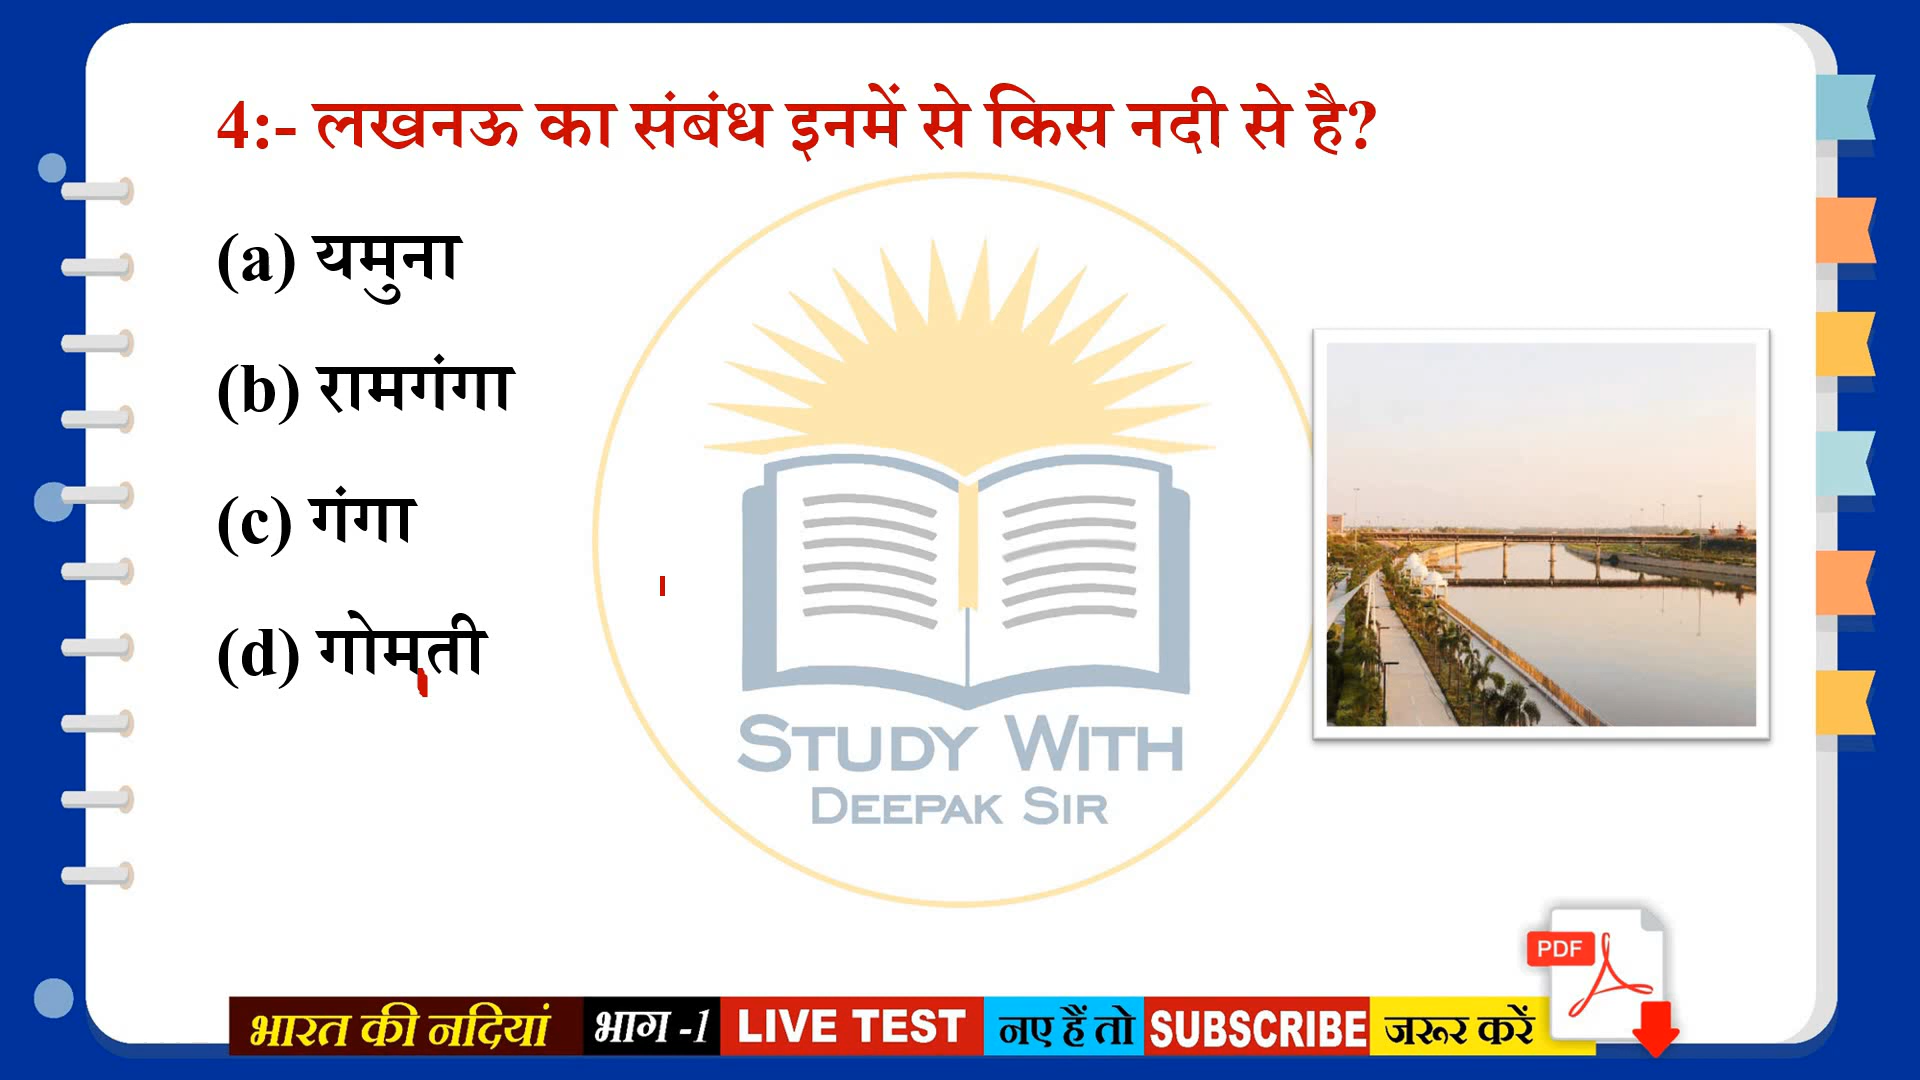 4:- लखनऊ का संबंध इनमें से किस नदी से है?
(a) यमुना
(b) रामगंगा
(c) गंगा
(d) गोमती
STUDY WITH
DEEPAK SIR
PDF
भारत की नदियां भाग -1 LIVE TEST नए हैं तो SUBSCRIBE जरूर करें